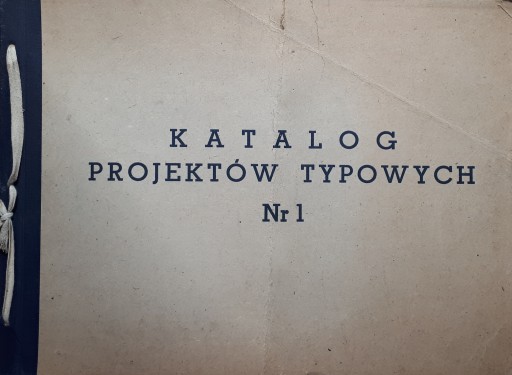 KATALOG
PROJEKTÓW TYPOWYCH
Nr 1